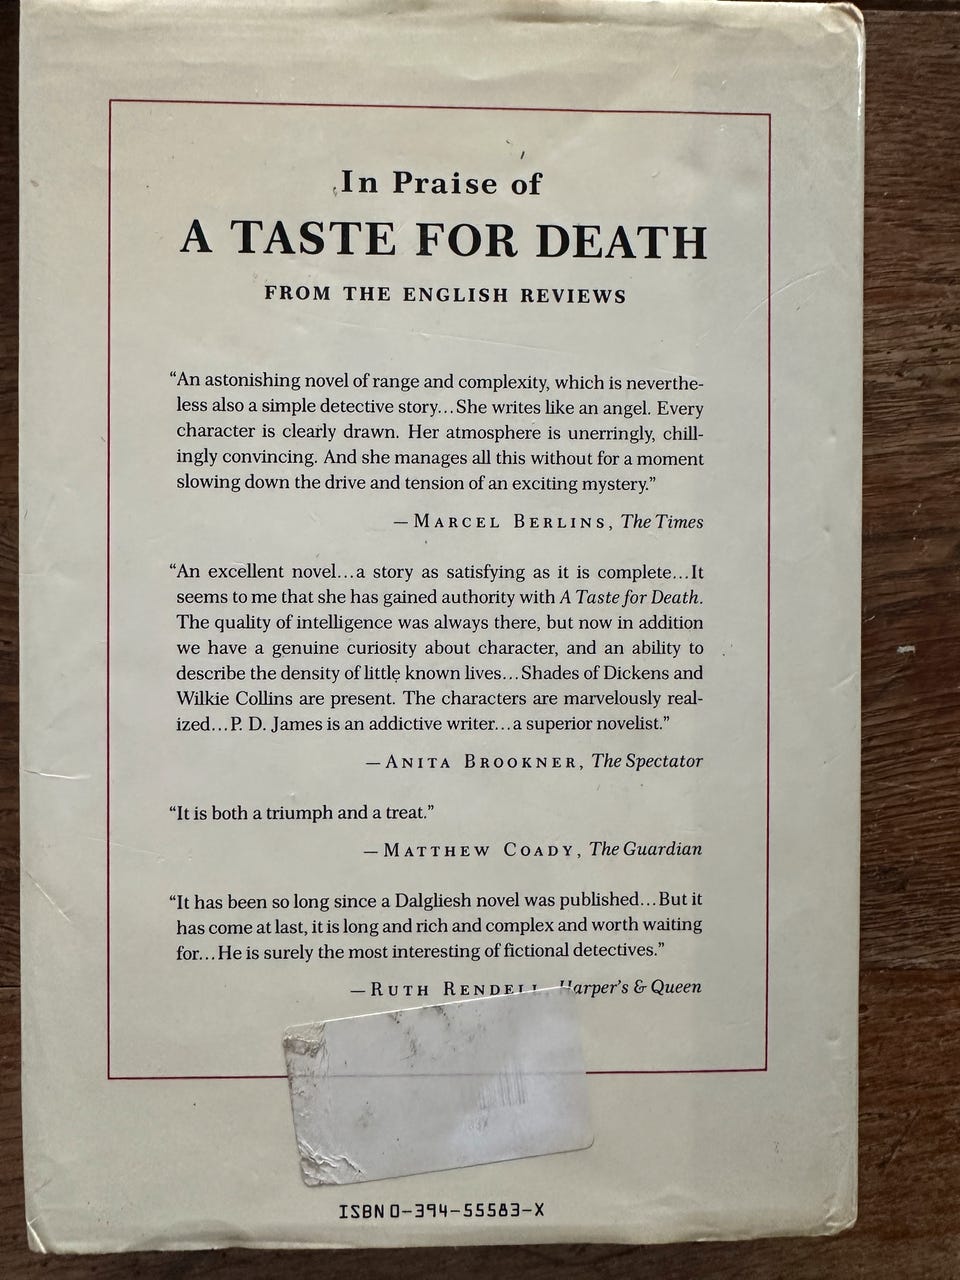 In Praise of
A TASTE FOR DEATH
FROM THE ENGLISH REVIEWS
“An astonishing novel of range and complexity, which is neverthe-
less also a simple detective story...She writes like an angel. Every
character is clearly drawn. Her atmosphere is unerringly, chill-
ingly convincing. And she manages all this without for a moment
slowing down the drive and tension of an exciting mystery.”
—MARCEL BERLINS, The Times
“An excellent novel...a story as satisfying as it is complete...It
seems to me that she has gained authority with A Taste for Death.
The quality of intelligence was always there, but now in addition
we have a genuine curiosity about character, and an ability to
describe the density of little known lives...Shades of Dickens and
Wilkie Collins are present. The characters are marvelously real-
ized...P. D. James is an addictive writer...a superior novelist.”
—ANITA BROOKNER, The Spectator
“It is both a triumph and a treat.”
—MATTHEW COADY, The Guardian
“It has been so long since a Dalgliesh novel was published...But it
has come at last, it is long and rich and complex and worth waiting
for...He is surely the most interesting of fictional detectives.”
—RUTH RENDELL, Harper's & Queen
ISBN 0-394-55583-X